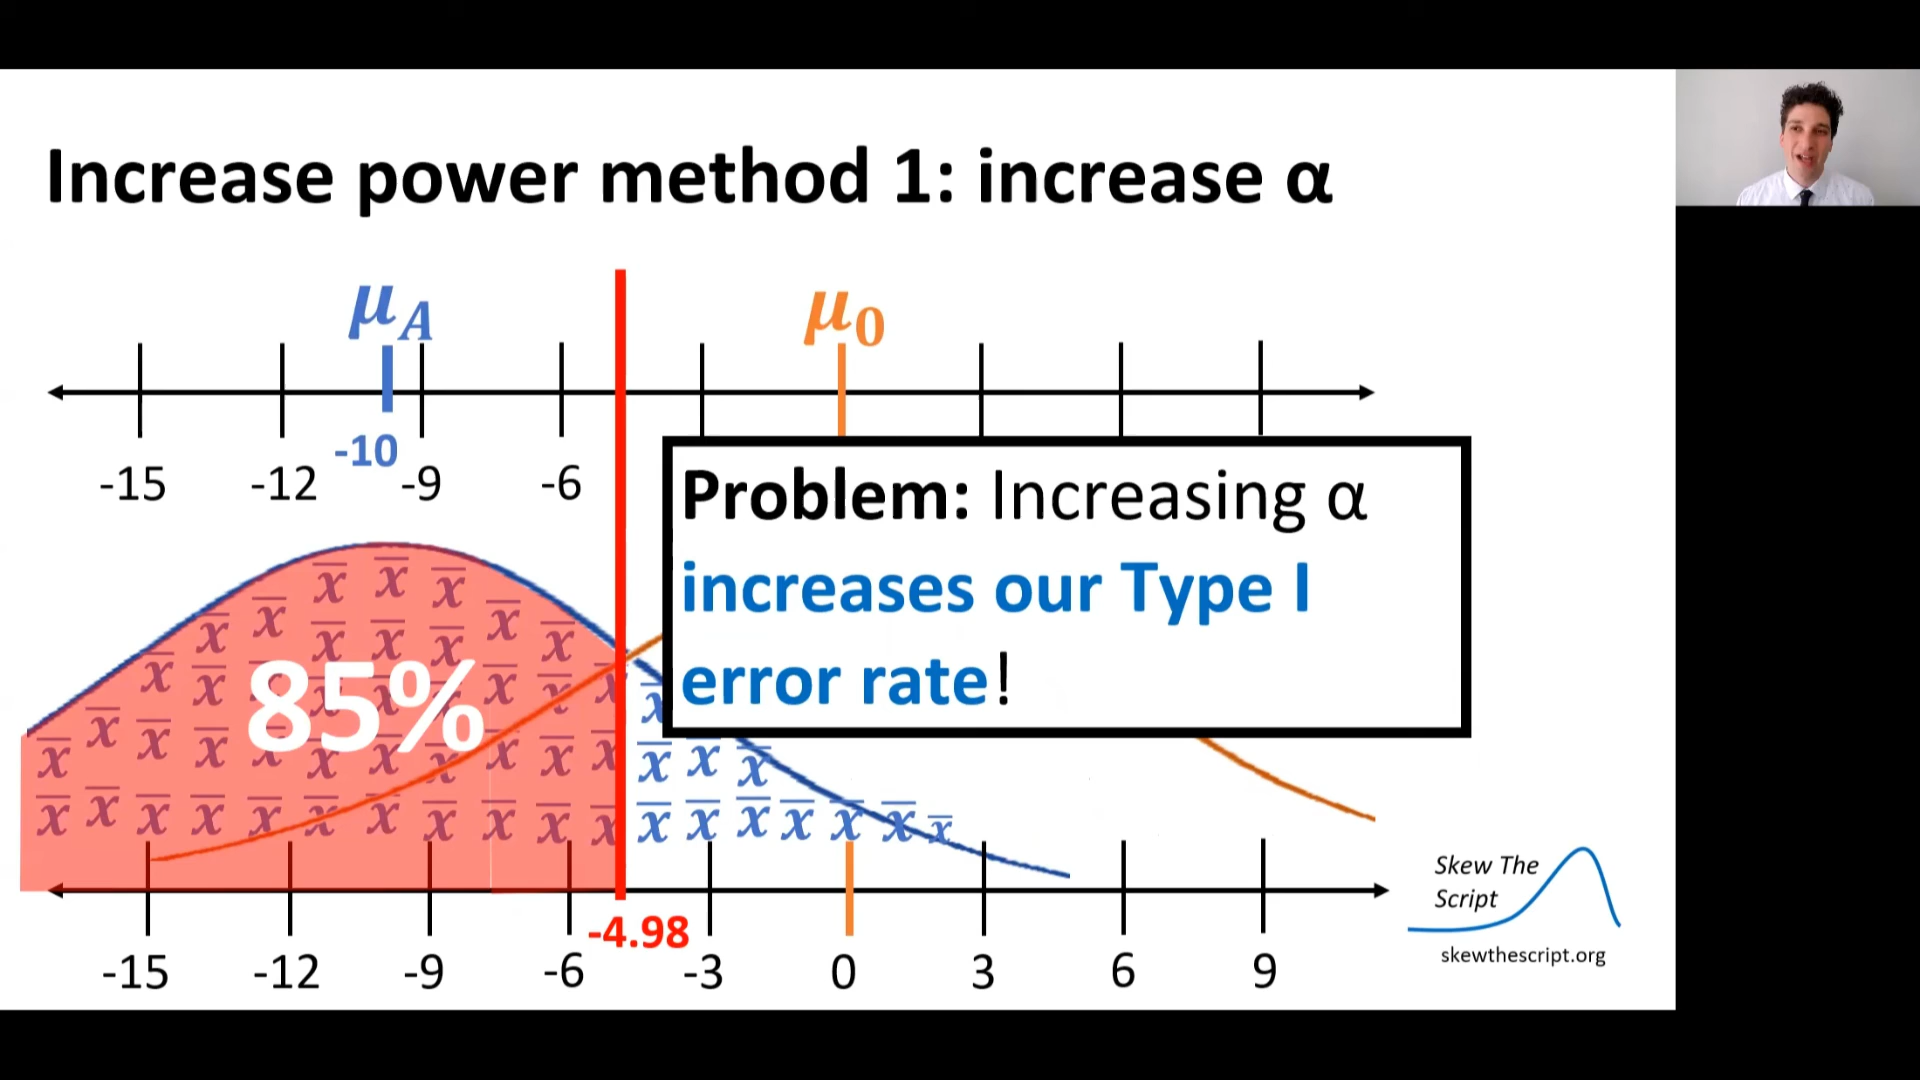 Increase power method 1: increase α
μA μ0
-10
-15 -12 -9 -6
Problem: Increasing α
increases our Type I
error rate!
x̅ x̅ x̅
x̅ x̅ x̅ x̅ x̅ x̅ x̅
85%
x̅ x̅ x̅ x̅ x̅
x̅ x̅ x̅ x̅ x̅ x̅ x̅ x̅ x̅ x̅ x̅ x̅ x̅
x̅ x̅ x̅ x̅ x̅ x̅ x̅ x̅ x̅ x̅ x̅ x̅ x̅ x̅ x̅ x̅ x̅
-4.98
-15 -12 -9 -6 -3 0 3 6 9
Skew The
Script
skewthescript.org